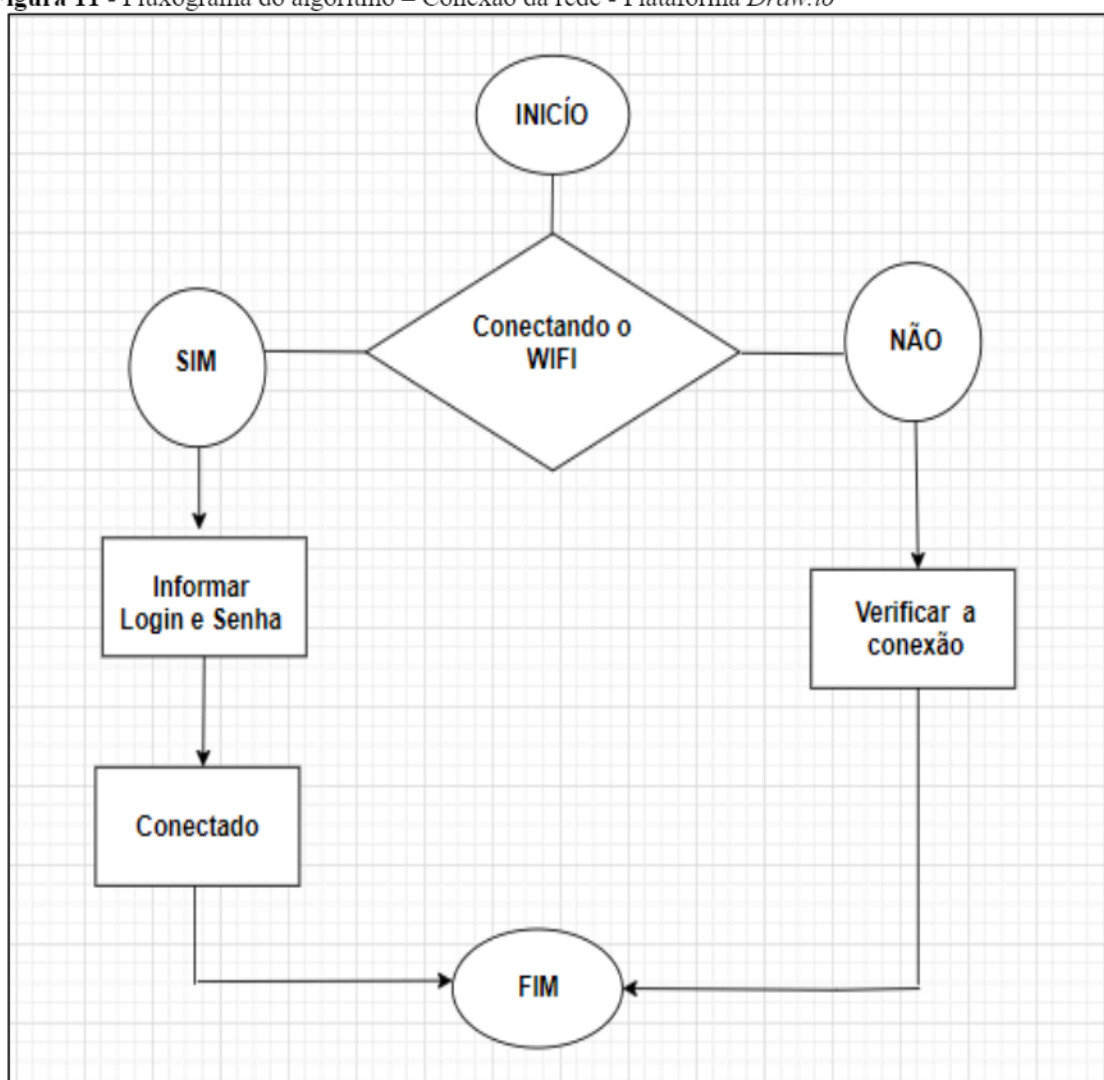 Figura 11 - Fluxograma do algoritmo – Conexão da rede - Plataforma Draw.io
INICÍO
Conectando o
WIFI
SIM
NÃO
Informar
Login e Senha
Verificar a
conexão
Conectado
FIM